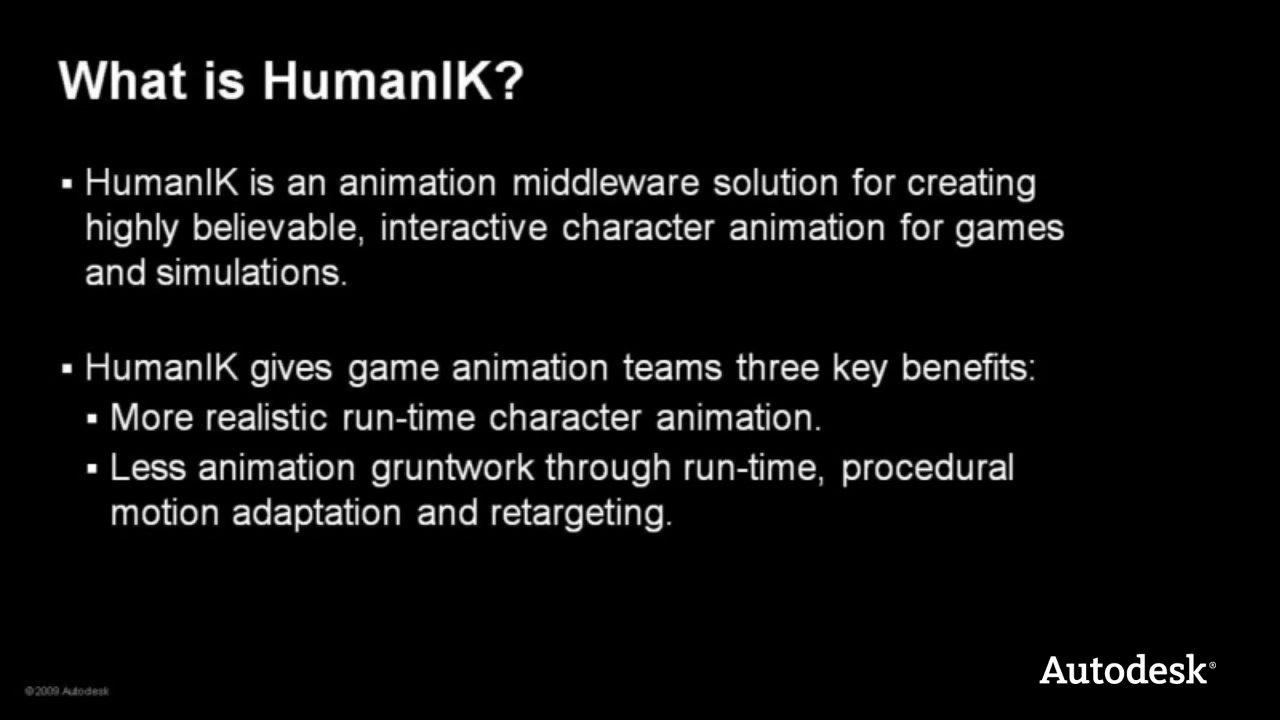 What is HumanIK?
▪ HumanIK is an animation middleware solution for creating
highly believable, interactive character animation for games
and simulations.
▪ HumanIK gives game animation teams three key benefits:
▪ More realistic run-time character animation.
▪ Less animation gruntwork through run-time, procedural
motion adaptation and retargeting.
Autodesk®
© 2009 Autodesk